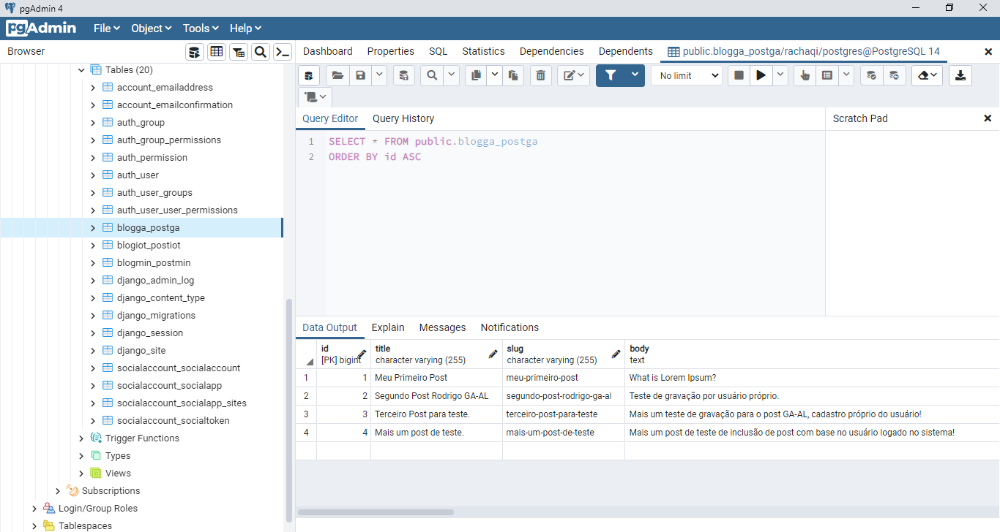 pgAdmin 4
pgAdmin File Object Tools Help
Browser
Dashboard Properties SQL Statistics Dependencies Dependents public.blogga_postga/rachaqi/postgres@PostgreSQL 14
No limit
Tables (20)
account_emailaddress
account_emailconfirmation
auth_group
auth_group_permissions
auth_permission
auth_user
auth_user_groups
auth_user_user_permissions
blogga_postga
blogiot_postiot
blogmin_postmin
django_admin_log
django_content_type
django_migrations
django_session
django_site
socialaccount_socialaccount
socialaccount_socialapp
socialaccount_socialapp_sites
socialaccount_socialtoken
Trigger Functions
Types
Views
Subscriptions
Login/Group Roles
Tablespaces
Query Editor Query History
Scratch Pad
1 SELECT * FROM public.blogga_postga
2 ORDER BY id ASC
Data Output Explain Messages Notifications
id title slug body
[PK] bigint character varying (255) character varying (255) text
1 1 Meu Primeiro Post meu-primeiro-post What is Lorem Ipsum?
2 2 Segundo Post Rodrigo GA-AL segundo-post-rodrigo-ga-al Teste de gravação por usuário próprio.
3 3 Terceiro Post para teste. terceiro-post-para-teste Mais um teste de gravação para o post GA-AL, cadastro próprio do usuário!
4 4 Mais um post de teste. mais-um-post-de-teste Mais um post de teste de inclusão de post com base no usuário logado no sistema!